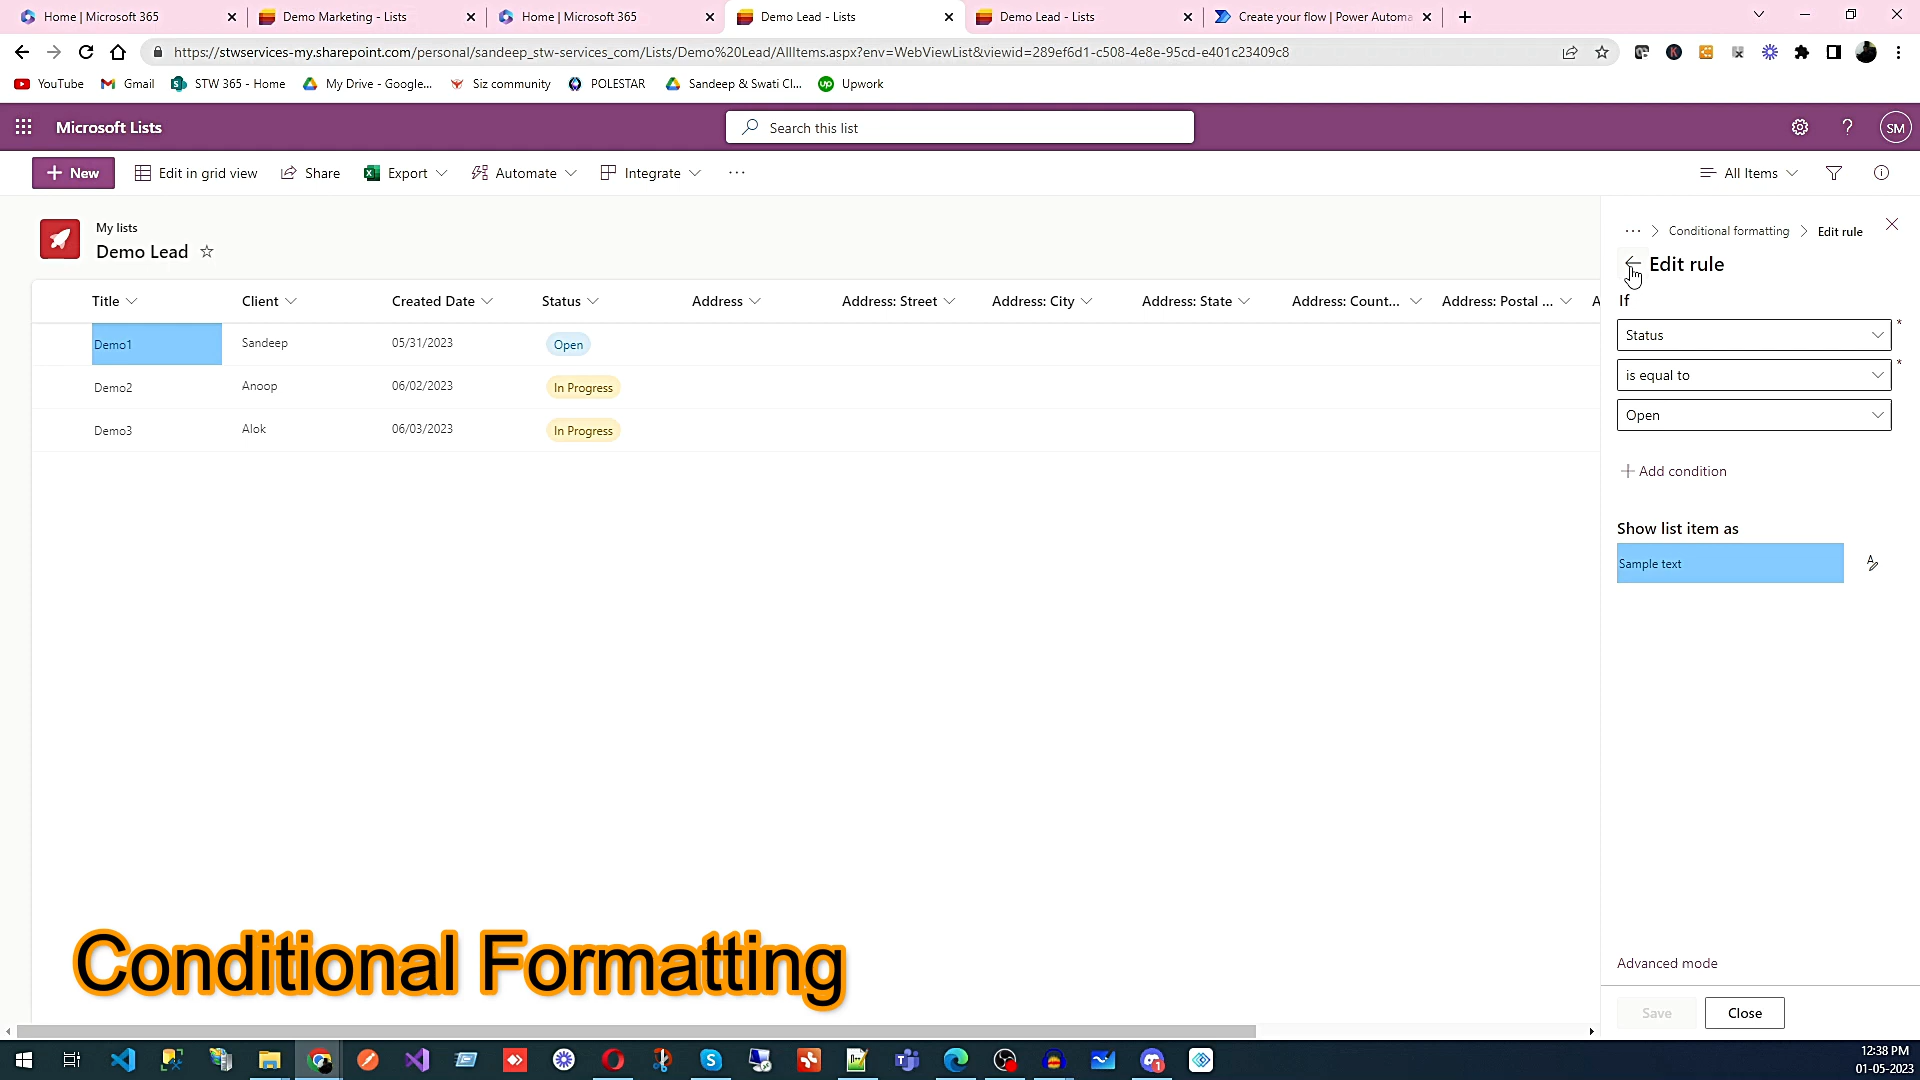 Home | Microsoft 365
Demo Marketing - Lists
Home | Microsoft 365
Demo Lead - Lists
Demo Lead - Lists
Create your flow | Power Automa
https://stwservices-my.sharepoint.com/personal/sandeep_stw-services_com/Lists/Demo%20Lead/AllItems.aspx?env=WebViewList&viewid=289ef6d1-c508-4e8e-95cd-e401c23409c8
YouTube Gmail STW 365 - Home My Drive - Google... Siz community POLESTAR Sandeep & Swati Cl... Upwork
Microsoft Lists
Search this list
SM
New Edit in grid view Share Export Automate Integrate ... All Items
My lists
Demo Lead
Title Client Created Date Status Address Address: Street Address: City Address: State Address: Count... Address: Postal ... A
Demo1 Sandeep 05/31/2023 Open
Demo2 Anoop 06/02/2023 In Progress
Demo3 Alok 06/03/2023 In Progress
... > Conditional formatting > Edit rule
Edit rule
If
Status *
is equal to *
Open
Add condition
Show list item as
Sample text
Advanced mode
Save Close
Conditional Formatting
12:38 PM
01-05-2023